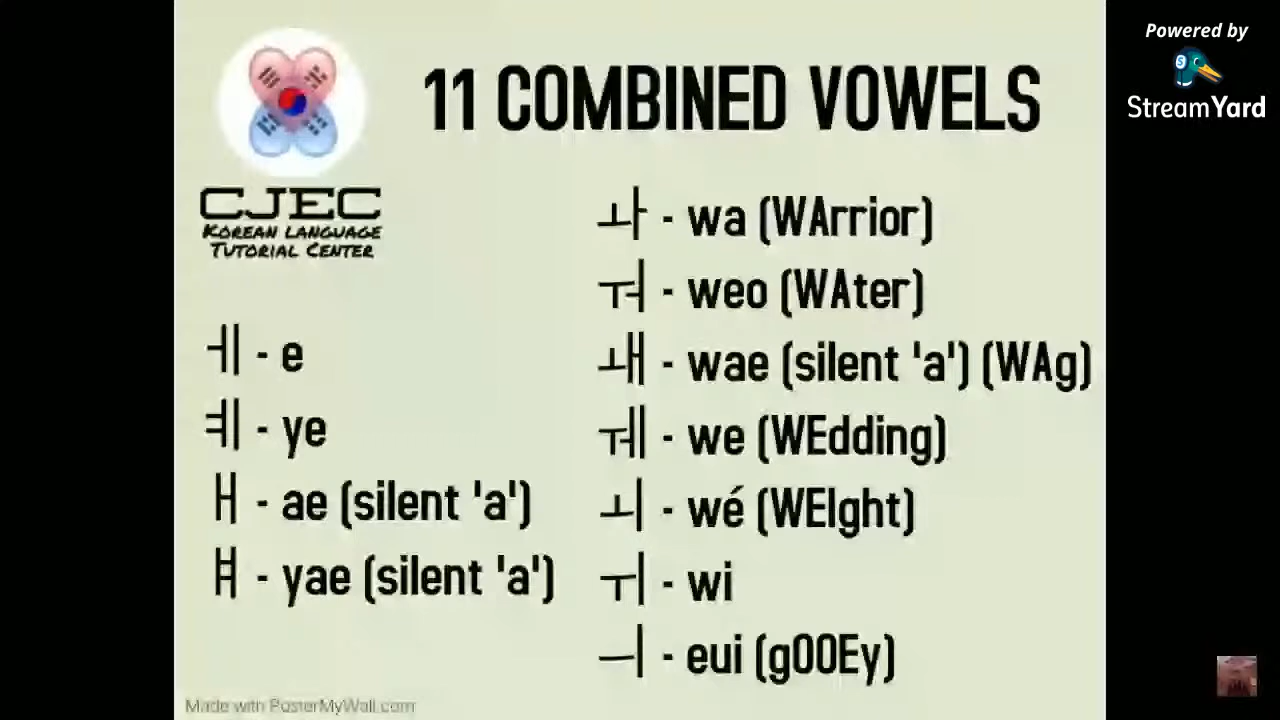 Powered by
StreamYard
11 COMBINED VOWELS
CJEC
KOREAN LANGUAGE
TUTORIAL CENTER
ㅔ - e
ㅖ - ye
ㅐ - ae (silent 'a')
ㅒ - yae (silent 'a')
ㅘ - wa (WArrior)
ㅝ - weo (WAter)
ㅙ - wae (silent 'a') (WAg)
ㅞ - we (WEdding)
ㅚ - wé (WEIght)
ㅟ - wi
ㅢ - eui (gOOEy)
Made with PosterMyWall.com